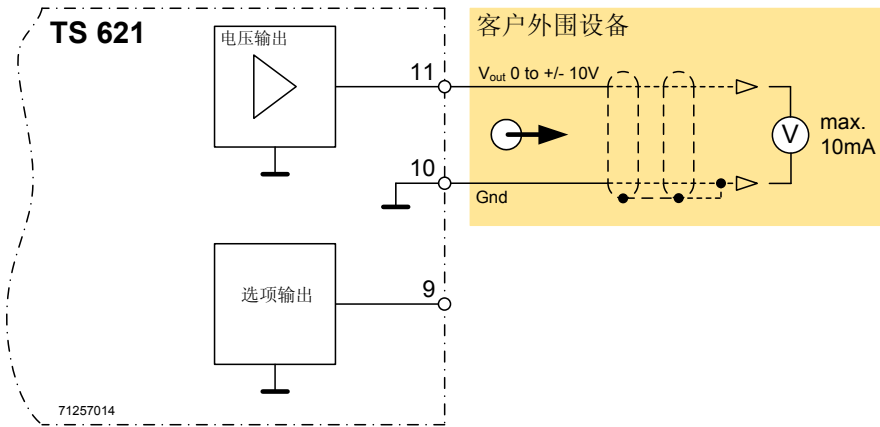 TS 621
电压输出
客户外围设备
11
Vout 0 to +/- 10V
V
max.
10mA
10
Gnd
选项输出
9
71257014